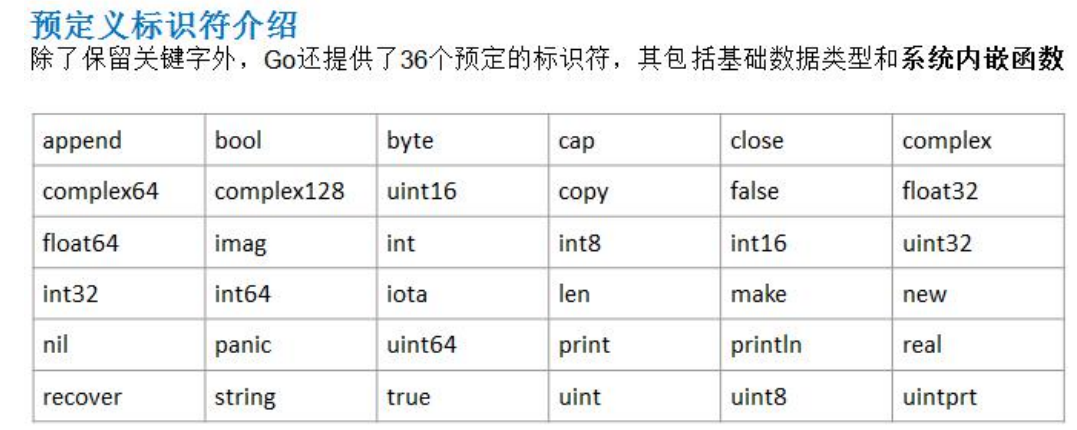 预定义标识符介绍
除了保留关键字外，Go还提供了36个预定的标识符，其包括基础数据类型和系统内嵌函数
append bool byte cap close complex
complex64 complex128 uint16 copy false float32
float64 imag int int8 int16 uint32
int32 int64 iota len make new
nil panic uint64 print println real
recover string true uint uint8 uintprt